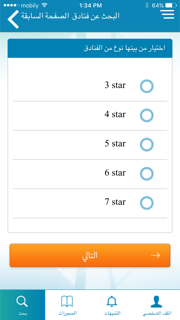 mobily 1:34 PM 64%
البحث عن فنادق الصفحة السابقة
اختيار من بينها نوع من الفنادق
3 star
4 star
5 star
6 star
7 star
التالي
بحث الحجوزات التنبيهات الملف الشخصي